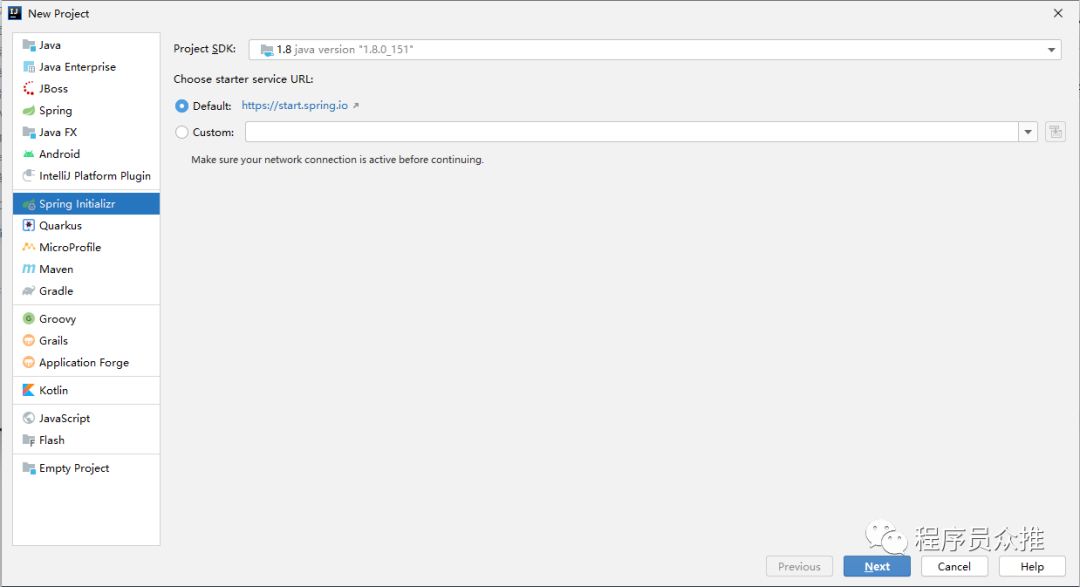 New Project
Java
Java Enterprise
JBoss
Spring
Java FX
Android
IntelliJ Platform Plugin
Spring Initializr
Quarkus
MicroProfile
Maven
Gradle
Groovy
Grails
Application Forge
Kotlin
JavaScript
Flash
Empty Project
Project SDK: 1.8 java version "1.8.0_151"
Choose starter service URL:
Default: https://start.spring.io
Custom:
Make sure your network connection is active before continuing.
程序员众推
Previous Next Cancel Help